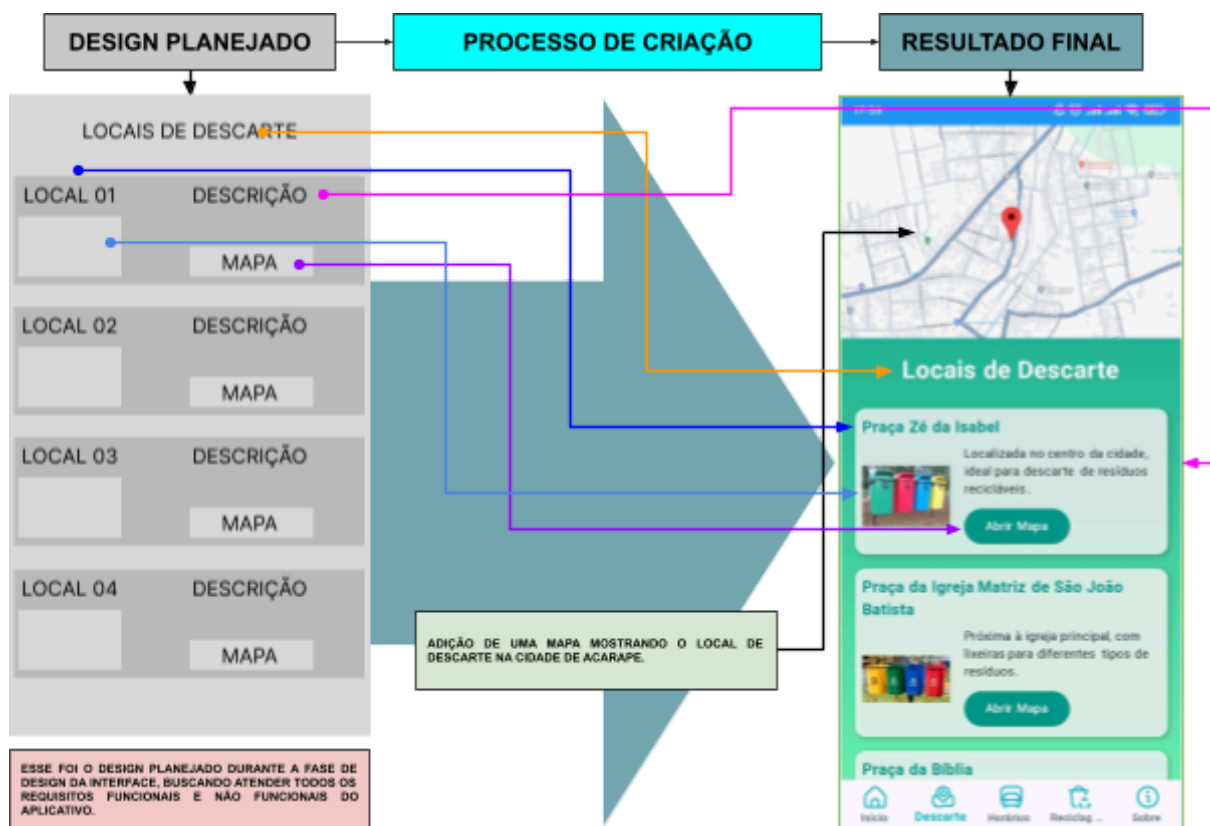 DESIGN PLANEJADO
PROCESSO DE CRIAÇÃO
RESULTADO FINAL
LOCAIS DE DESCARTE
LOCAL 01
DESCRIÇÃO
MAPA
LOCAL 02
DESCRIÇÃO
MAPA
LOCAL 03
DESCRIÇÃO
MAPA
LOCAL 04
DESCRIÇÃO
MAPA
ESSE FOI O DESIGN PLANEJADO DURANTE A FASE DE
DESIGN DA INTERFACE, BUSCANDO ATENDER TODOS OS
REQUISITOS FUNCIONAIS E NÃO FUNCIONAIS DO
APLICATIVO.
ADIÇÃO DE UMA MAPA MOSTRANDO O LOCAL DE
DESCARTE NA CIDADE DE ACARAPE.
17:59
Locais de Descarte
Praça Zé da Isabel
Localizada no centro da cidade,
ideal para descarte de resíduos
recicláveis.
Abrir Mapa
Praça da Igreja Matriz de São João
Batista
Próxima à igreja principal, com
lixeiras para diferentes tipos de
resíduos.
Abrir Mapa
Praça da Bíblia
Início
Descarte
Horários
Reciclag ...
Sobre